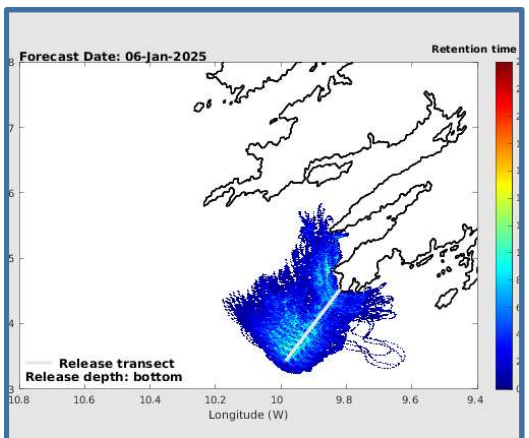 Forecast Date: 06-Jan-2025
Retention time
8
7
6
5
4
3
Release transect
Release depth: bottom
10.8 10.6 10.4 10.2 10 9.8 9.6 9.4
Longitude (W)